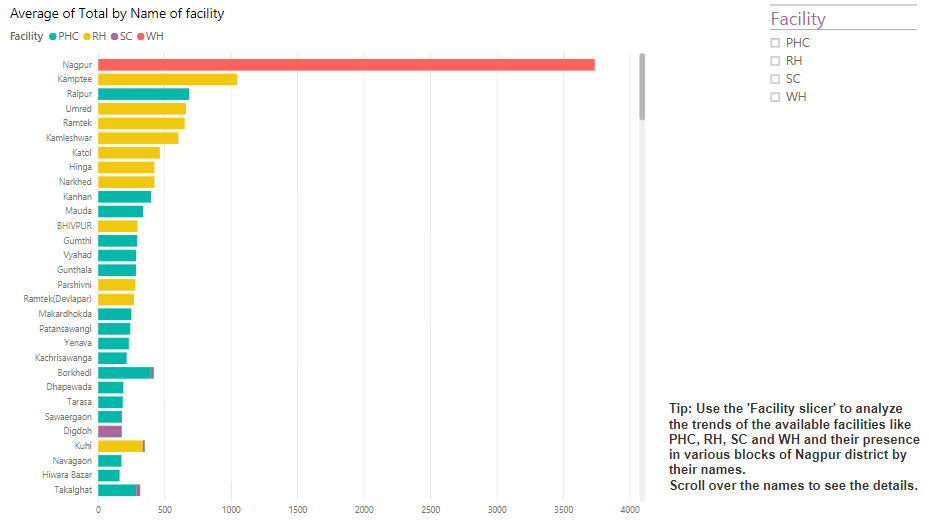 Average of Total by Name of facility
Facility PHC RH SC WH
Nagpur
Kamptee
Raipur
Umred
Ramtek
Kamleshwar
Katol
Hinga
Narkhed
Kanhan
Mauda
BHIVPUR
Gumthi
Vyahad
Gunthala
Parshivni
Ramtek(Devlapar)
Makardhokda
Patansawangi
Yenava
Kachrisawanga
Borkhedi
Dhapewada
Tarasa
Sawaergaon
Digdoh
Kuhi
Navagaon
Hiwara Bazar
Takalghat
0 500 1000 1500 2000 2500 3000 3500 4000
Facility
PHC
RH
SC
WH
Tip: Use the 'Facility slicer' to analyze
the trends of the available facilities like
PHC, RH, SC and WH and their presence
in various blocks of Nagpur district by
their names.
Scroll over the names to see the details.